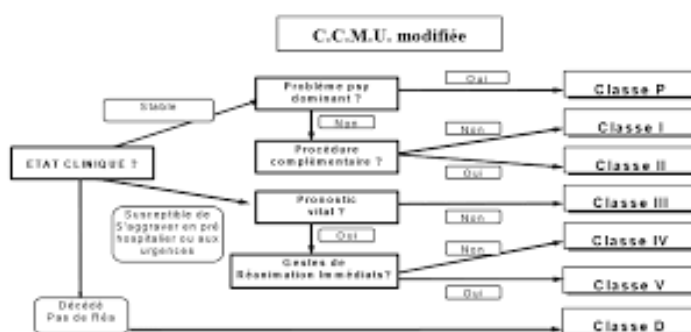 C.C.M.U. modifiée
Problème psy
dominant ?
Oui
Classe P
Stable
Non
Non
Classe I
Procédure
complémentaire ?
ETAT CLINIQUE ?
Oui
Classe II
Pronostic
vital ?
Classe III
Susceptible de
S'aggraver en pré
hospitalier ou aux
urgences
Non
Oui
Non
Classe IV
Gestes de
Réanimation Immédiats?
Classe V
Oui
Décédé
Pas de Réa
Classe D